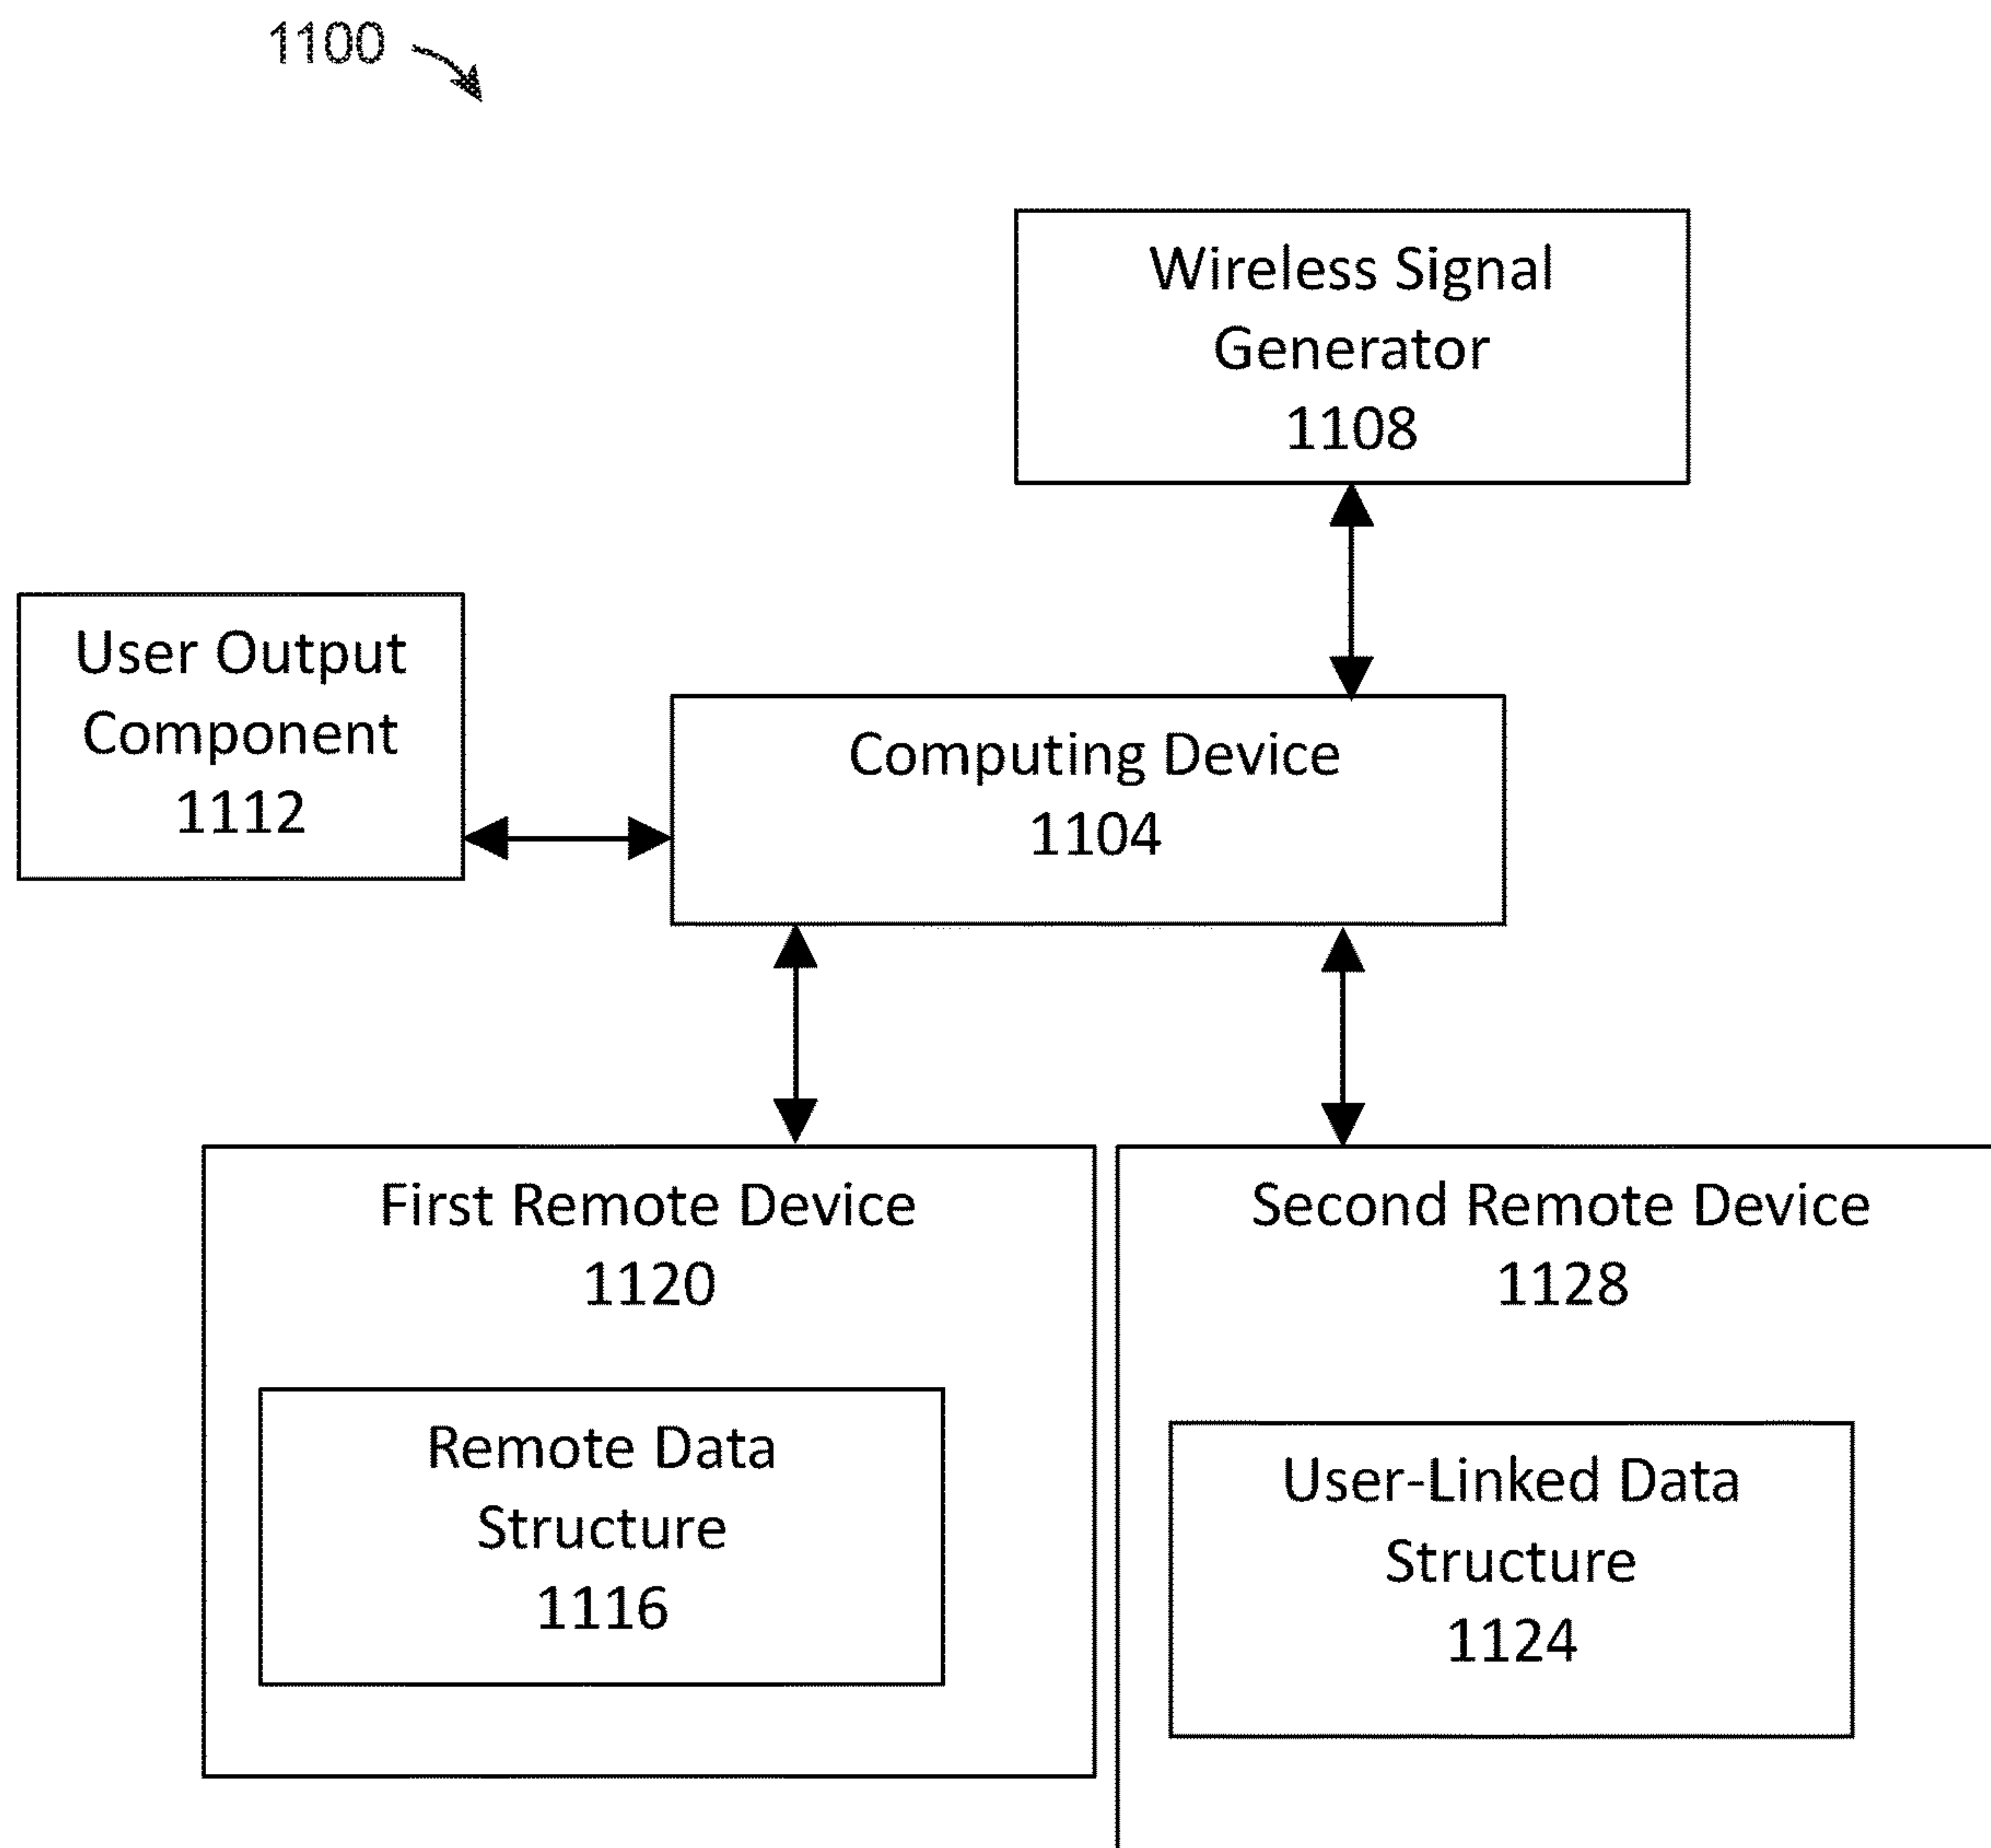 1100
Wireless Signal
Generator
1108
User Output
Component
1112
Computing Device
1104
First Remote Device
1120
Remote Data
Structure
1116
Second Remote Device
1128
User-Linked Data
Structure
1124